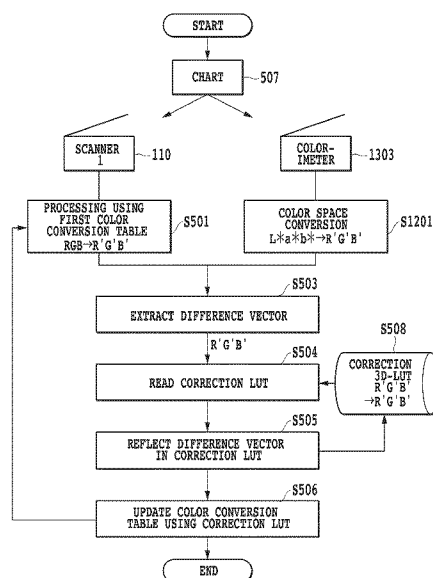 START
CHART
507
SCANNER
1
110
COLOR-
IMETER
1303
PROCESSING USING
FIRST COLOR
CONVERSION TABLE
RGB→R'G'B'
S501
COLOR SPACE
CONVERSION
L*a*b*→R'G'B'
S1201
S503
EXTRACT DIFFERENCE VECTOR
R'G'B'
S504
READ CORRECTION LUT
S508
CORRECTION
3D-LUT
R'G'B'
→R'G'B'
S505
REFLECT DIFFERENCE VECTOR
IN CORRECTION LUT
S506
UPDATE COLOR CONVERSION
TABLE USING CORRECTION LUT
END